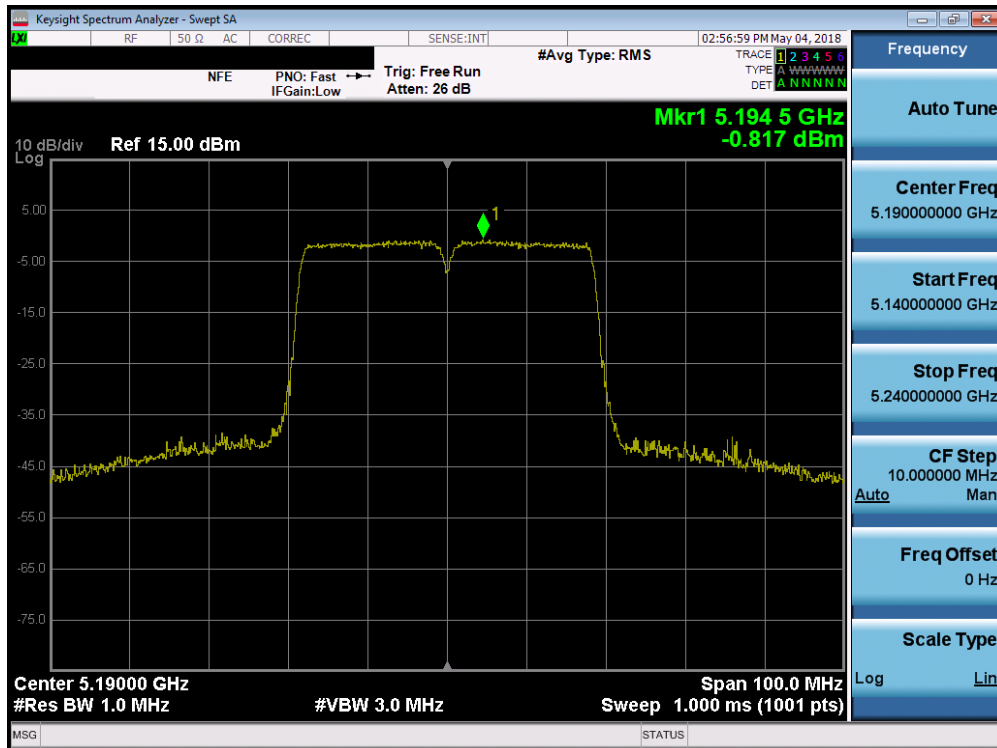 Keysight Spectrum Analyzer - Swept SA
LXI RF 50 Ω AC CORREC SENSE:INT 02:56:59 PM May 04, 2018
#Avg Type: RMS
TRACE 1 2 3 4 5 6
TYPE A WWWWW
DET A N N N N N
NFE PNO: Fast Trig: Free Run
IFGain:Low Atten: 26 dB
Mkr1 5.194 5 GHz
-0.817 dBm
10 dB/div Ref 15.00 dBm
Log
1
5.00
-5.00
-15.0
-25.0
-35.0
-45.0
-55.0
-65.0
-75.0
Center 5.19000 GHz Span 100.0 MHz
#Res BW 1.0 MHz #VBW 3.0 MHz Sweep 1.000 ms (1001 pts)
MSG STATUS
Frequency
Auto Tune
Center Freq
5.190000000 GHz
Start Freq
5.140000000 GHz
Stop Freq
5.240000000 GHz
CF Step
10.000000 MHz
Auto Man
Freq Offset
0 Hz
Scale Type
Log Lin